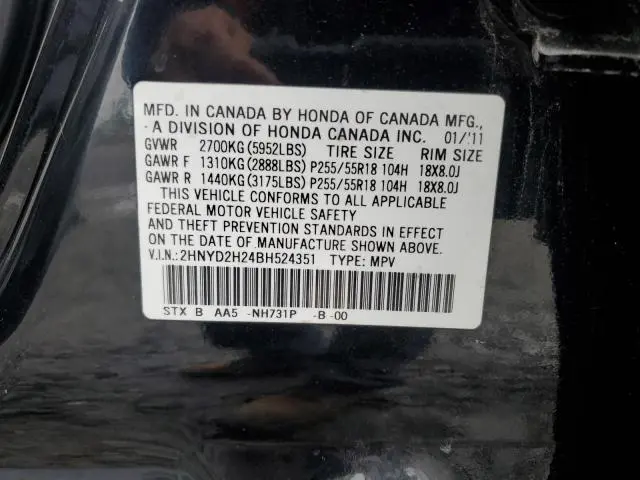 MFD. IN CANADA BY HONDA OF CANADA MFG.,
A DIVISION OF HONDA CANADA INC. 01/'11
GVWR 2700KG(5952LBS) TIRE SIZE RIM SIZE
GAWR F 1310KG(2888LBS) P255/55R18 104H 18X8.0J
GAWR R 1440KG(3175LBS) P255/55R18 104H 18X8.0J
THIS VEHICLE CONFORMS TO ALL APPLICABLE
FEDERAL MOTOR VEHICLE SAFETY
AND THEFT PREVENTION STANDARDS IN EFFECT
ON THE DATE OF MANUFACTURE SHOWN ABOVE.
V.I.N.:2HNYD2H24BH524351 TYPE: MPV
STX B AA5 -NH731P -B-00